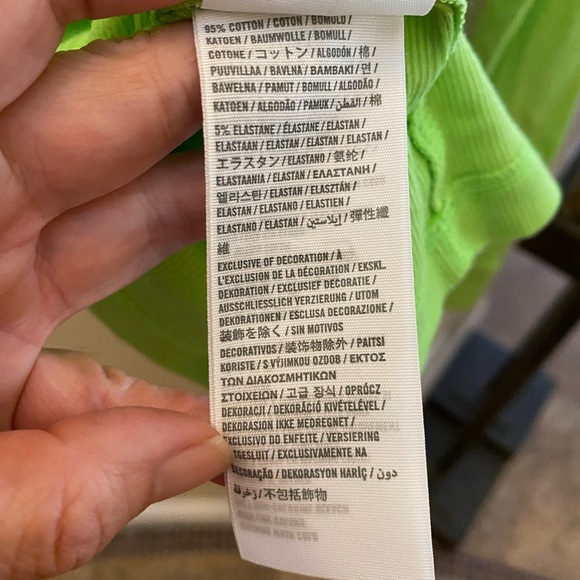 95% COTTON / COTON / BOMULD /
KATOEN / BAUMWOLLE / BOMULL /
COTONE / コットン / ALGODÓN / 棉 /
PUUVILLAA / BAVLNA / ΒΑΜΒΑΚΙ / 면 /
BAWEŁNA / PAMUT / BOMULL / ALGODÃO /
KATOEN / ALGODÃO / PAMUK / القطن / 棉
5% ELASTANE / ÉLASTANE / ELASTAN /
ELASTAAN / ELASTAN / ELASTAN / ELASTAN /
エラスタン / ELASTANO / 氨纶 /
ELASTAANIA / ELASTAN / ΕΛΑΣΤΑΝΗ /
엘라스탄 / ELASTAN / ELASZTÁN /
ELASTAN / ELASTANO / ELASTIEN /
ELASTANO / ELASTAN / إيلاستين / 彈性纖
維
EXCLUSIVE OF DECORATION / À
L'EXCLUSION DE LA DÉCORATION / EKSKL.
DEKORATION / EXCLUSIEF DECORATIE /
AUSSCHLIESSLICH VERZIERUNG / UTOM
DEKORATIONEN / ESCLUSA DECORAZIONE /
装飾を除く / SIN MOTIVOS
DECORATIVOS / 装饰物除外 / PAITSI
KORISTE / S VÝJIMKOU OZDOB / ΕΚΤΟΣ
ΤΩΝ ΔΙΑΚΟΣΜΗΤΙΚΩΝ
ΣΤΟΙΧΕΙΩΝ / 고급 장식 / OPRÓCZ
DEKORACJI / DEKORÁCIÓ KIVÉTELÉVEL /
DEKORASJON IKKE MEDREGNET /
EXCLUSIVO DO ENFEITE / VERSIERING
TGESLUIT / EXCLUSIVAMENTE NA
DECORAÇÃO / DEKORASYON HARİÇ / دون
زخرفة / 不包括飾物